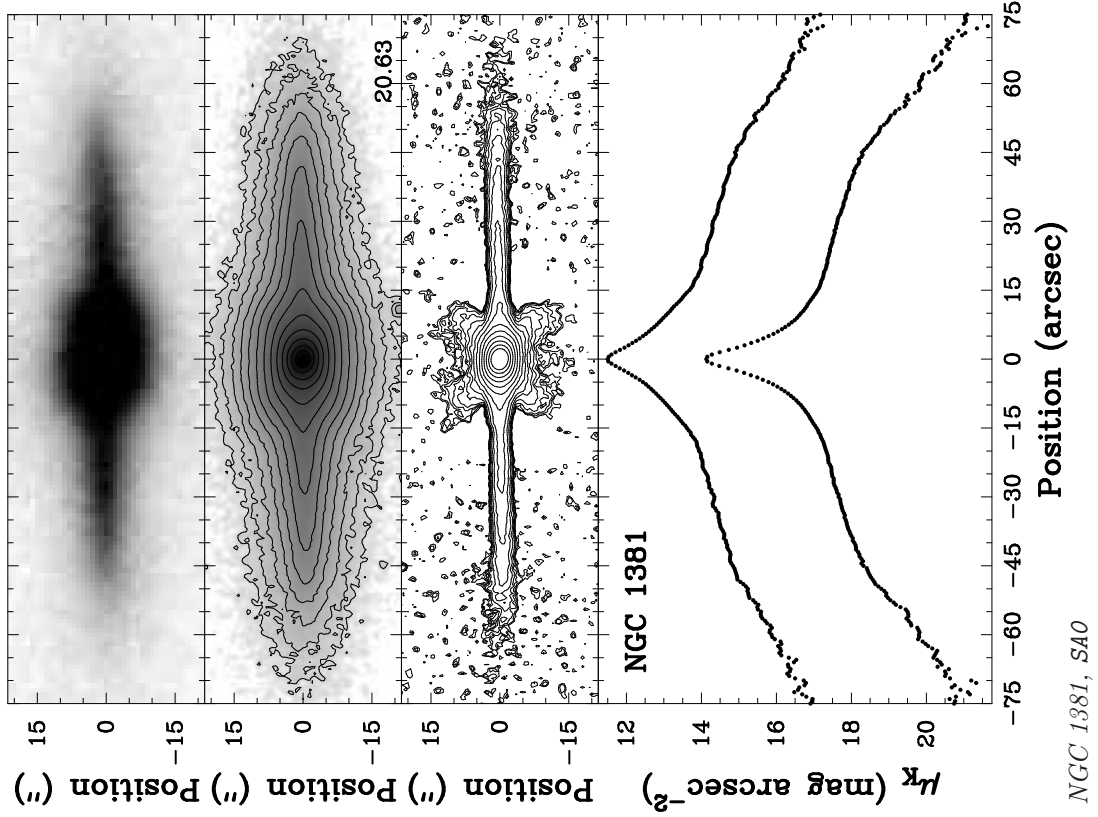 Position (")
15
0
−15
Position (")
15
0
−15
20.63
Position (")
15
0
−15
μK (mag arcsec−2)
12
14
16
18
20
NGC 1381
−75 −60 −45 −30 −15 0 15 30 45 60 75
Position (arcsec)
NGC 1381, SAO